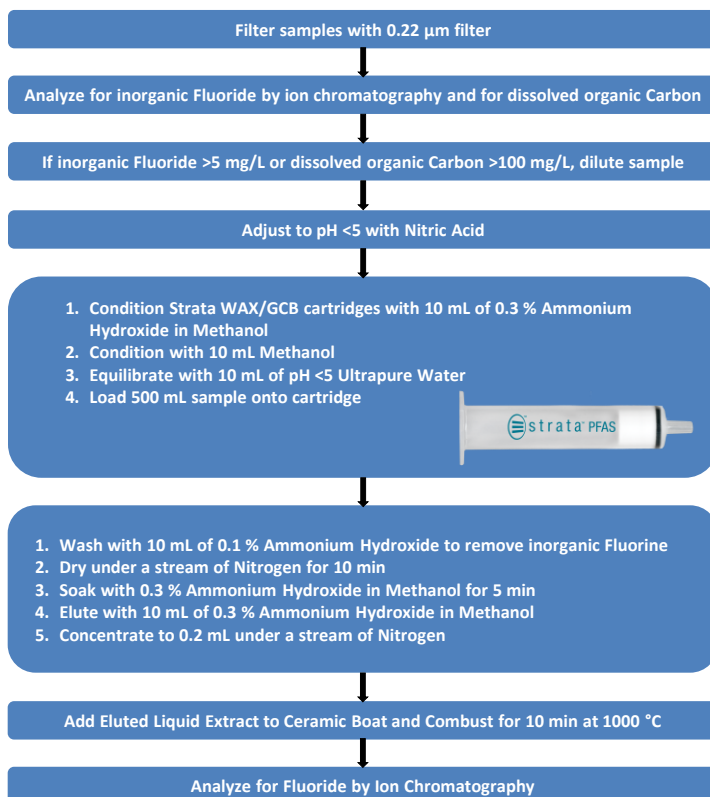 Filter samples with 0.22 µm filter
Analyze for inorganic Fluoride by ion chromatography and for dissolved organic Carbon
If inorganic Fluoride >5 mg/L or dissolved organic Carbon >100 mg/L, dilute sample
Adjust to pH <5 with Nitric Acid
1. Condition Strata WAX/GCB cartridges with 10 mL of 0.3 % Ammonium
Hydroxide in Methanol
2. Condition with 10 mL Methanol
3. Equilibrate with 10 mL of pH <5 Ultrapure Water
4. Load 500 mL sample onto cartridge
strata PFAS
1. Wash with 10 mL of 0.1 % Ammonium Hydroxide to remove inorganic Fluorine
2. Dry under a stream of Nitrogen for 10 min
3. Soak with 0.3 % Ammonium Hydroxide in Methanol for 5 min
4. Elute with 10 mL of 0.3 % Ammonium Hydroxide in Methanol
5. Concentrate to 0.2 mL under a stream of Nitrogen
Add Eluted Liquid Extract to Ceramic Boat and Combust for 10 min at 1000 °C
Analyze for Fluoride by Ion Chromatography